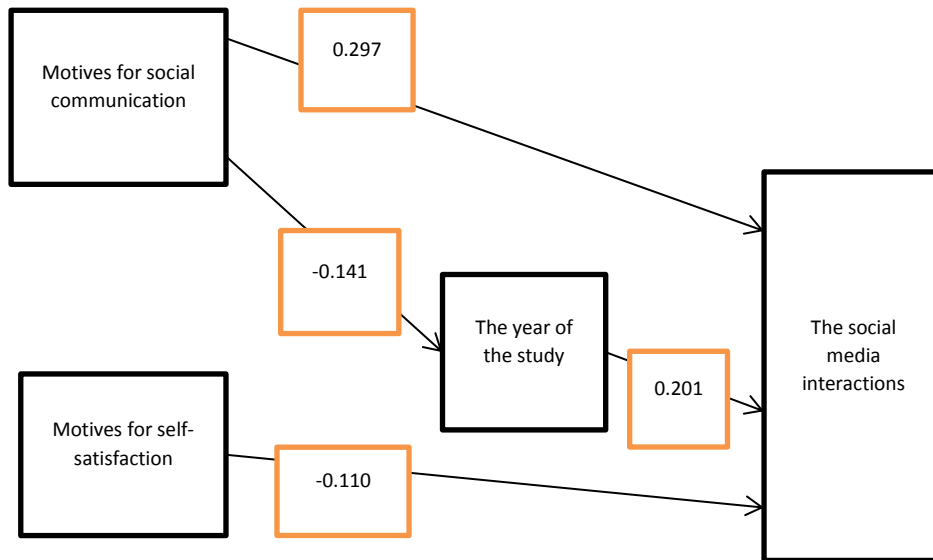 Motives for social
communication
0.297
-0.141
The year of
the study
0.201
The social
media
interactions
Motives for self-
satisfaction
-0.110